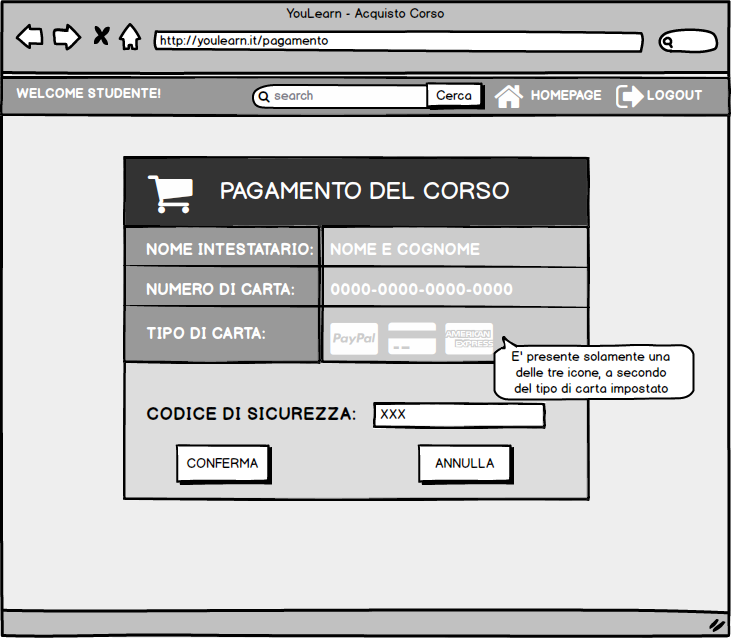 YouLearn - Acquisto Corso
http://youlearn.it/pagamento
WELCOME STUDENTE!
search
Cerca
HOMEPAGE
LOGOUT
PAGAMENTO DEL CORSO
NOME INTESTATARIO: NOME E COGNOME
NUMERO DI CARTA: 0000-0000-0000-0000
TIPO DI CARTA:
PayPal
AMERICAN
EXPRESS
E' presente solamente una
delle tre icone, a secondo
del tipo di carta impostato
CODICE DI SICUREZZA: XXX
CONFERMA
ANNULLA